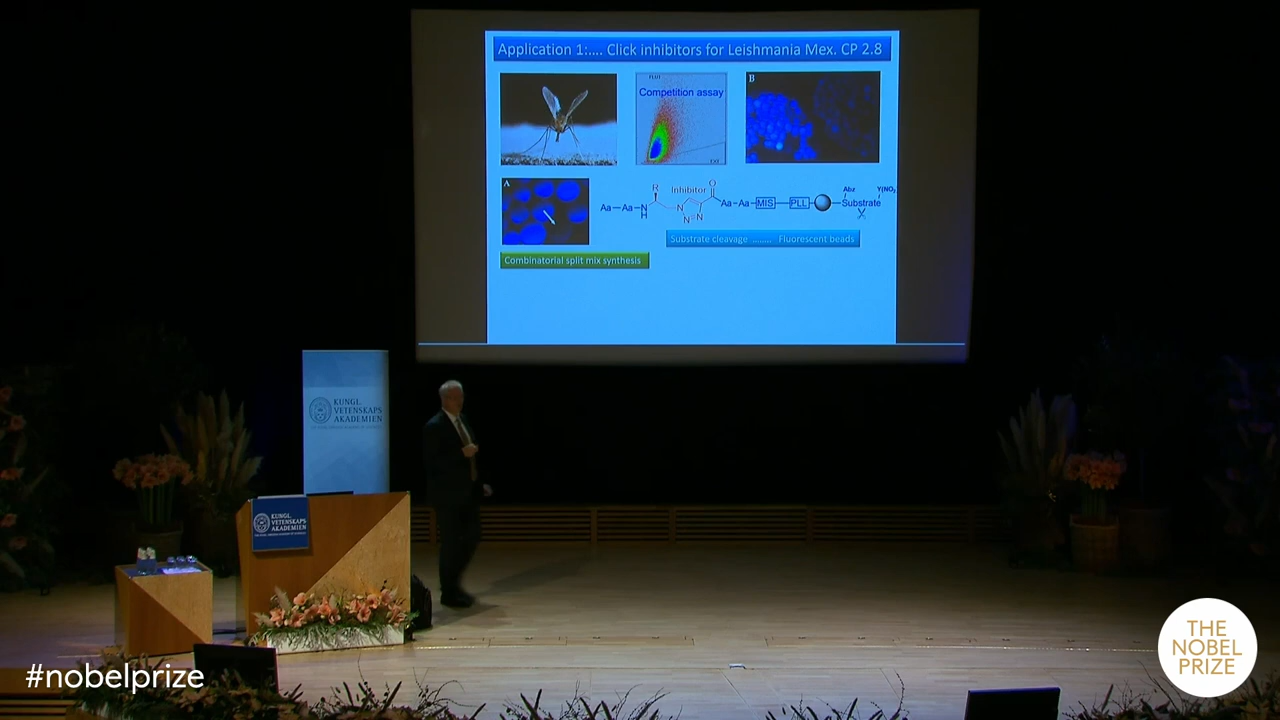 Application 1:.... Click inhibitors for Leishmania Mex. CP 2.8
Competition assay
B
A
R
Inhibitor
O
Abz
Y(NO₂
Aa—Aa—N
H
N
N=N
Aa—Aa—MIS—PLL—Substrate
Substrate cleavage ........ Fluorescent beads
Combinatorial split mix synthesis
KUNGL.
VETENSKAPS
AKADEMIEN
KUNGL.
VETENSKAPS
AKADEMIEN
THE
NOBEL
PRIZE
#nobelprize